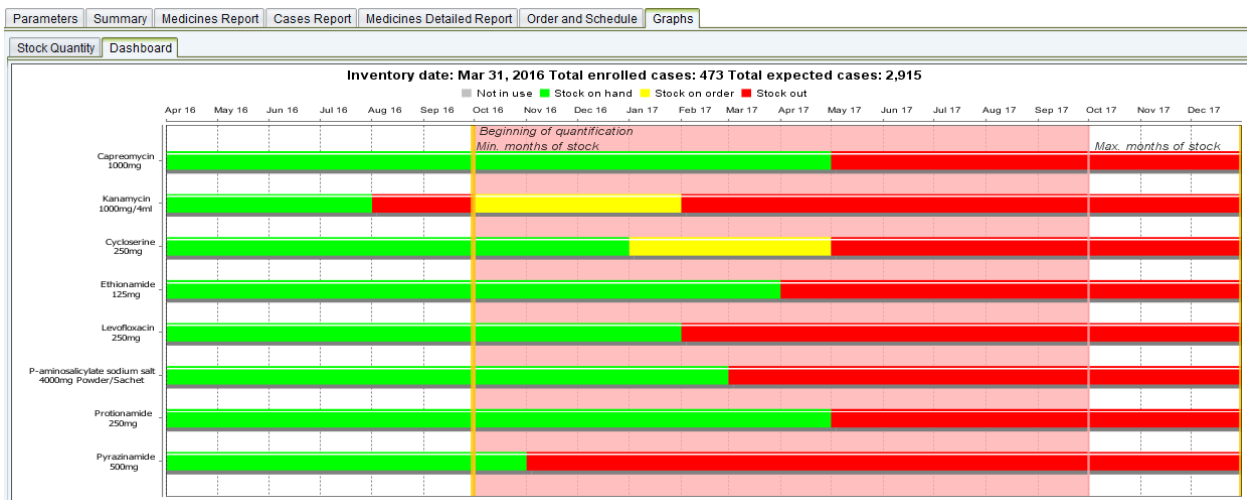 Parameters Summary Medicines Report Cases Report Medicines Detailed Report Order and Schedule Graphs
Stock Quantity Dashboard
Inventory date: Mar 31, 2016 Total enrolled cases: 473 Total expected cases: 2,915
Not in use Stock on hand Stock on order Stock out
Apr 16 May 16 Jun 16 Jul 16 Aug 16 Sep 16 Oct 16 Nov 16 Dec 16 Jan 17 Feb 17 Mar 17 Apr 17 May 17 Jun 17 Jul 17 Aug 17 Sep 17 Oct 17 Nov 17 Dec 17
Beginning of quantification
Min. months of stock Max. months of stock
Capreomycin
1000mg
Kanamycin
1000mg/4ml
Cycloserine
250mg
Ethionamide
125mg
Levofloxacin
250mg
P-aminosalicylate sodium salt
4000mg Powder/Sachet
Protionamide
250mg
Pyrazinamide
500mg